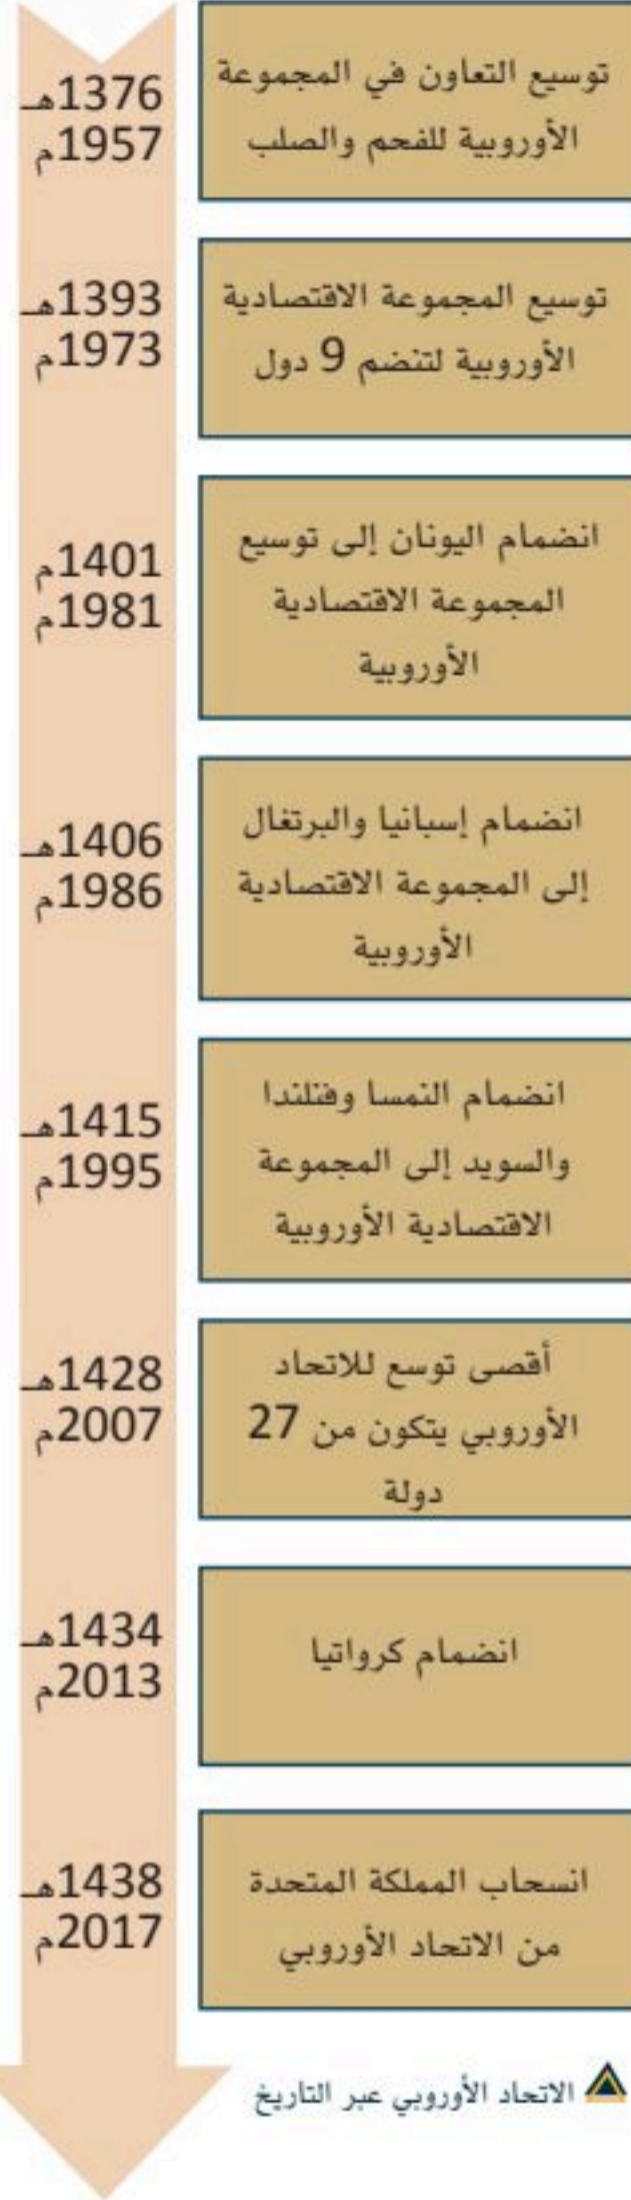 توسيع التعاون في المجموعة
الأوروبية للفحم والصلب
1376هـ
1957م
توسيع المجموعة الاقتصادية
الأوروبية لتنضم 9 دول
1393هـ
1973م
انضمام اليونان إلى توسيع
المجموعة الاقتصادية
الأوروبية
1401م
1981م
انضمام إسبانيا والبرتغال
إلى المجموعة الاقتصادية
الأوروبية
1406هـ
1986م
انضمام النمسا وفنلندا
والسويد إلى المجموعة
الاقتصادية الأوروبية
1415هـ
1995م
أقصى توسع للاتحاد
الأوروبي يتكون من 27
دولة
1428هـ
2007م
انضمام كرواتيا
1434هـ
2013م
انسحاب المملكة المتحدة
من الاتحاد الأوروبي
1438هـ
2017م
الاتحاد الأوروبي عبر التاريخ